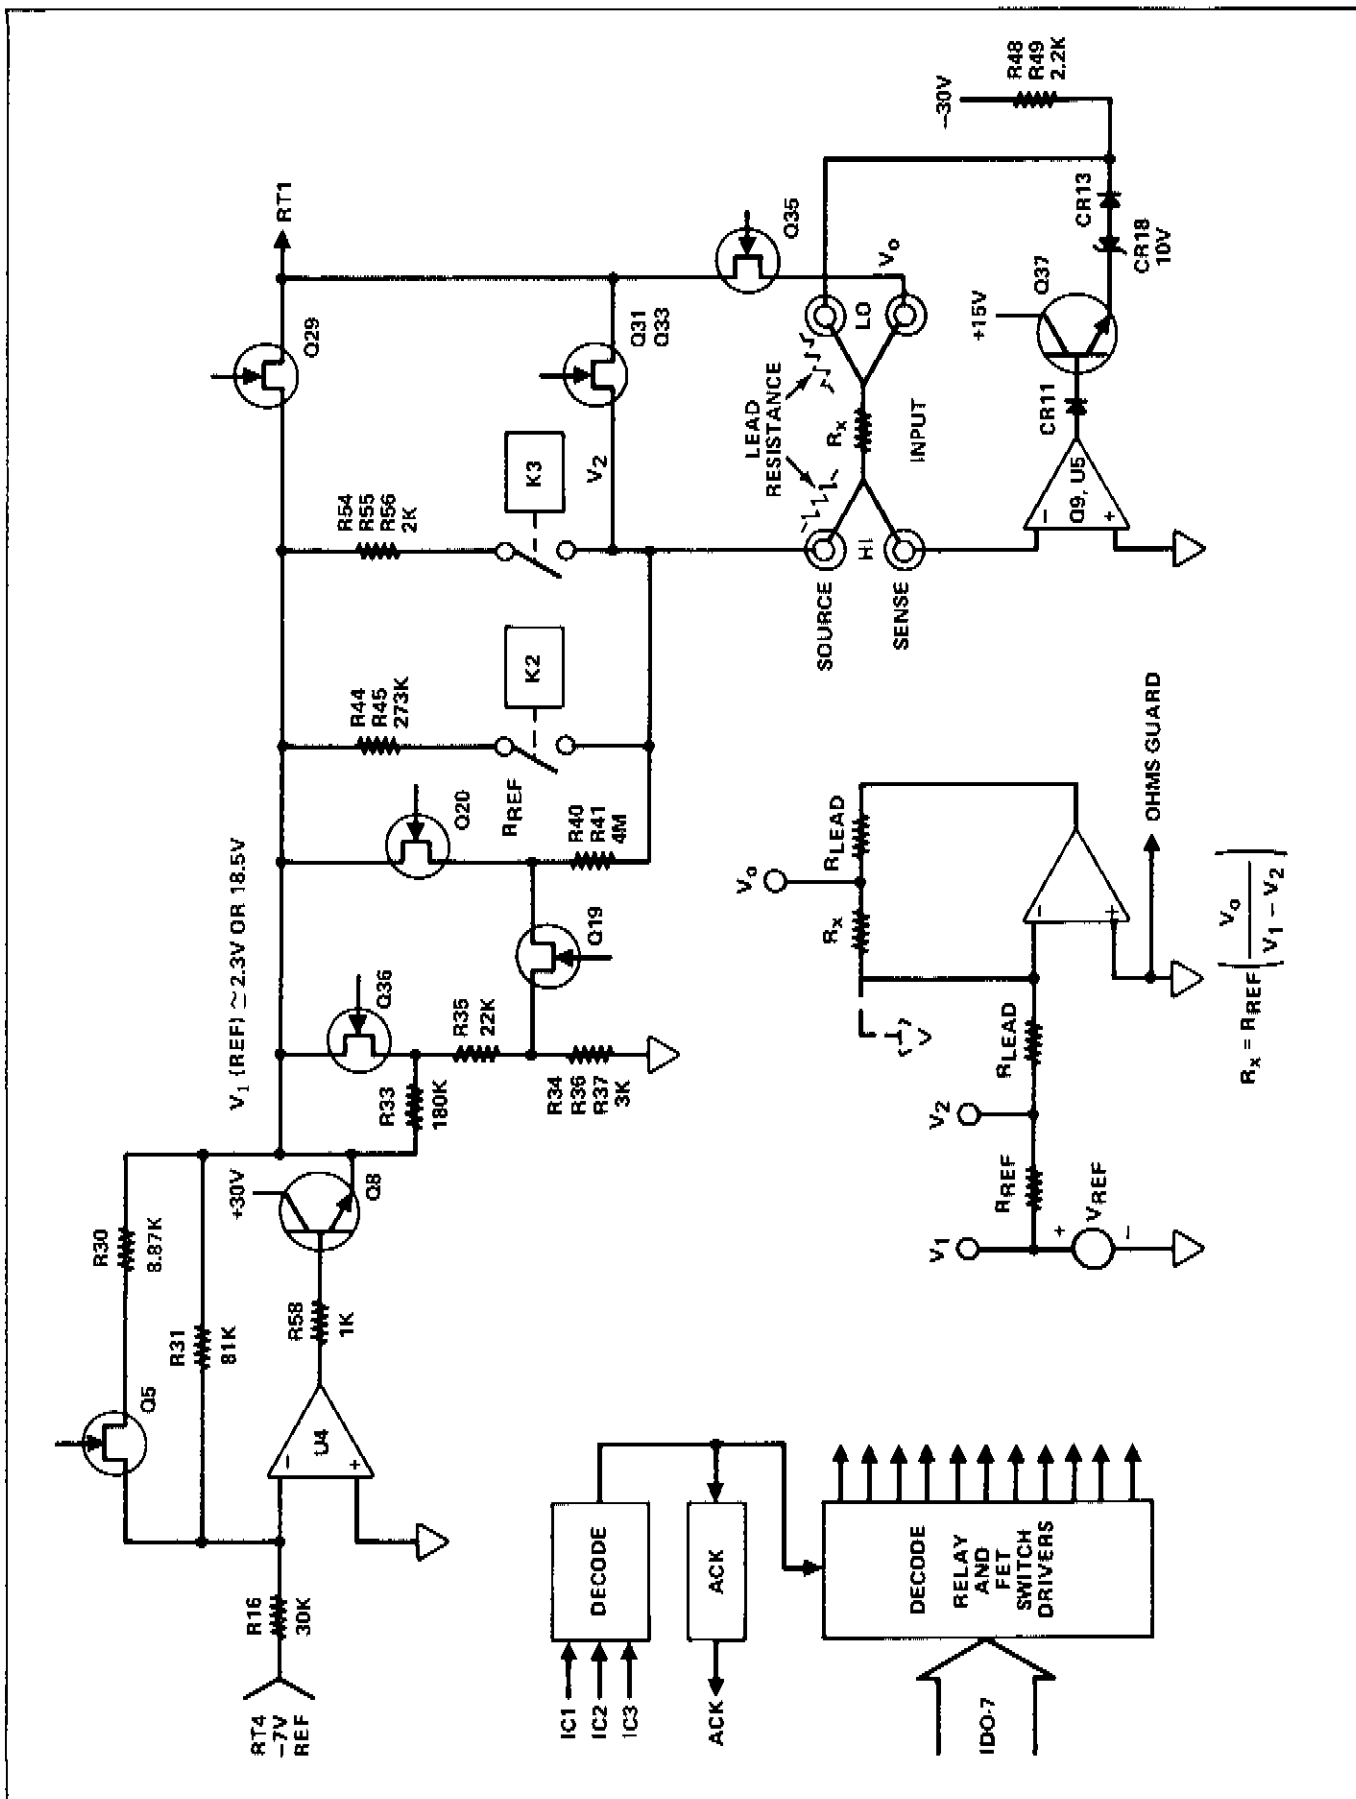 R30
8.87K
Q5
R31
81K
+30V
R58
1K
Q8
U4
−
+
R16
30K
RT4
−7V
REF
V1 (REF) ≃ 2.3V OR 18.5V
R33
180K
Q36
R35
22K
R34
R36
R37
3K
Q19
Q20
R40
R41
4M
RREF
R44
R45
273K
K2
R54
R55
R56
2K
K3
Q29
RT1
V2
Q31
Q33
Q35
SOURCE
HI
SENSE
LEAD
RESISTANCE
Rx
INPUT
LO
Vo
−30V
R48
R49
2.2K
+15V
Q37
CR11
CR13
CR18
10V
Q9, U5
−
+
IC1
IC2
IC3
DECODE
ACK
ACK
IDO-7
DECODE
RELAY
AND
FET
SWITCH
DRIVERS
V1
RREF
+
VREF
−
V2
RLEAD
V
Rx
Vo
RLEAD
−
+
OHMS GUARD
Rx = RREF (Vo / V1 − V2)